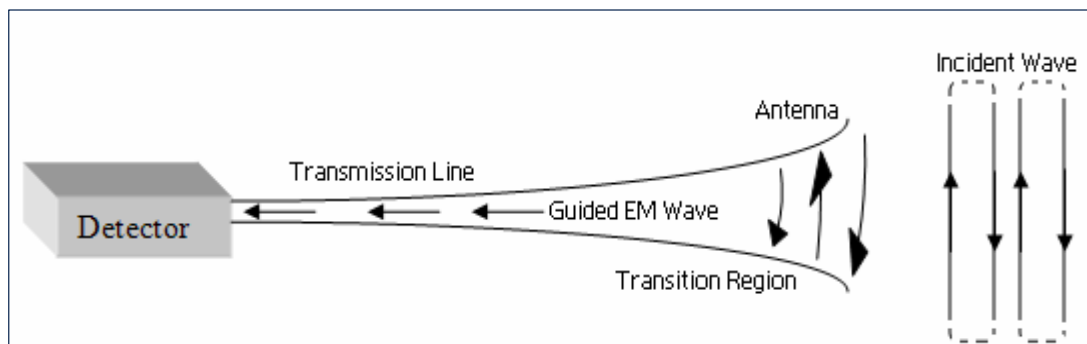 Incident Wave
Antenna
Transmission Line
Guided EM Wave
Detector
Transition Region